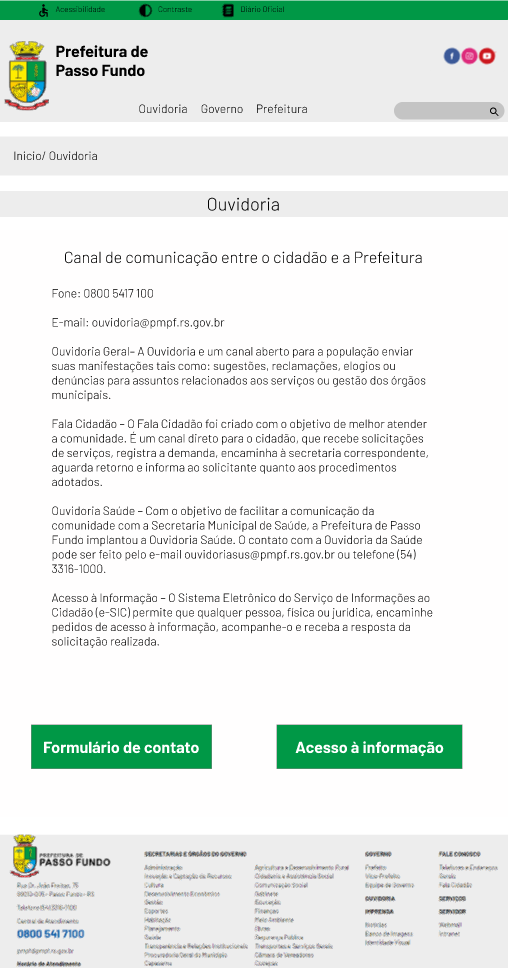 Acessibilidade Contraste Diário Oficial
Prefeitura de
Passo Fundo
Ouvidoria Governo Prefeitura
Inicio/ Ouvidoria
Ouvidoria
Canal de comunicação entre o cidadão e a Prefeitura
Fone: 0800 5417 100
E-mail: ouvidoria@pmpf.rs.gov.br
Ouvidoria Geral– A Ouvidoria e um canal aberto para a população enviar
suas manifestações tais como: sugestões, reclamações, elogios ou
denúncias para assuntos relacionados aos serviços ou gestão dos órgãos
municipais.
Fala Cidadão – O Fala Cidadão foi criado com o objetivo de melhor atender
a comunidade. É um canal direto para o cidadão, que recebe solicitações
de serviços, registra a demanda, encaminha à secretaria correspondente,
aguarda retorno e informa ao solicitante quanto aos procedimentos
adotados.
Ouvidoria Saúde – Com o objetivo de facilitar a comunicação da
comunidade com a Secretaria Municipal de Saúde, a Prefeitura de Passo
Fundo implantou a Ouvidoria Saúde. O contato com a Ouvidoria da Saúde
pode ser feito pelo e-mail ouvidoriasus@pmpf.rs.gov.br ou telefone (54)
3316-1000.
Acesso à Informação – O Sistema Eletrônico do Serviço de Informações ao
Cidadão (e-SIC) permite que qualquer pessoa, física ou jurídica, encaminhe
pedidos de acesso à informação, acompanhe-o e receba a resposta da
solicitação realizada.
Formulário de contato Acesso à informação
PREFEITURA DE
PASSO FUNDO
Rua Dr. João Freitas, 75
Passo Fundo - RS
Telefone (54) 3316-7100
Central de Atendimento
0800 541 7100
pmpf@pmpf.rs.gov.br
Horário de Atendimento
SECRETARIAS E ÓRGÃOS DO GOVERNO
Administração
Inovação e Captação de Recursos
Cultura
Desenvolvimento Econômico
Gestão
Esportes
Habitação
Planejamento
Saúde
Transparência e Relações Institucionais
Procuradoria Geral do Município
Capasemu
Agricultura e Desenvolvimento Rural
Cidadania e Assistência Social
Comunicação Social
Gabinete
Educação
Finanças
Meio Ambiente
Obras
Segurança Pública
Transportes e Serviços Gerais
Câmara de Vereadores
Codepas
GOVERNO
Prefeito
Vice-Prefeito
Equipe de Governo
OUVIDORIA
IMPRENSA
Notícias
Banco de Imagens
Identidade Visual
FALE CONOSCO
Telefones e Endereços
Gerais
Fala Cidadão
SERVIÇOS
SERVIDOR
Webmail
Intranet